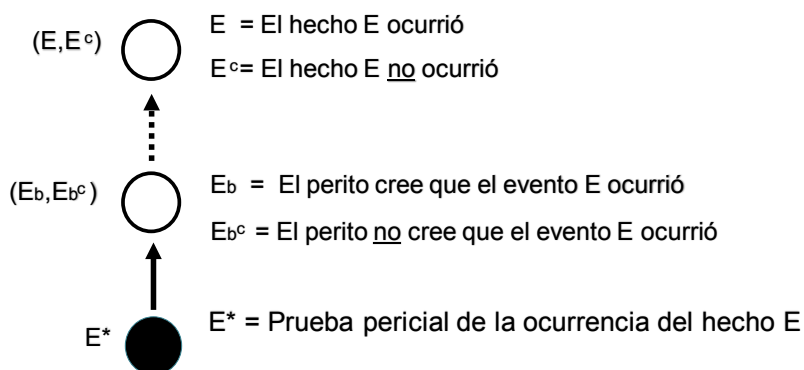 (E,Eᶜ) E = El hecho E ocurrió
Eᶜ= El hecho E no ocurrió
(Eb,Ebᶜ) Eb = El perito cree que el evento E ocurrió
Ebᶜ = El perito no cree que el evento E ocurrió
E* E* = Prueba pericial de la ocurrencia del hecho E